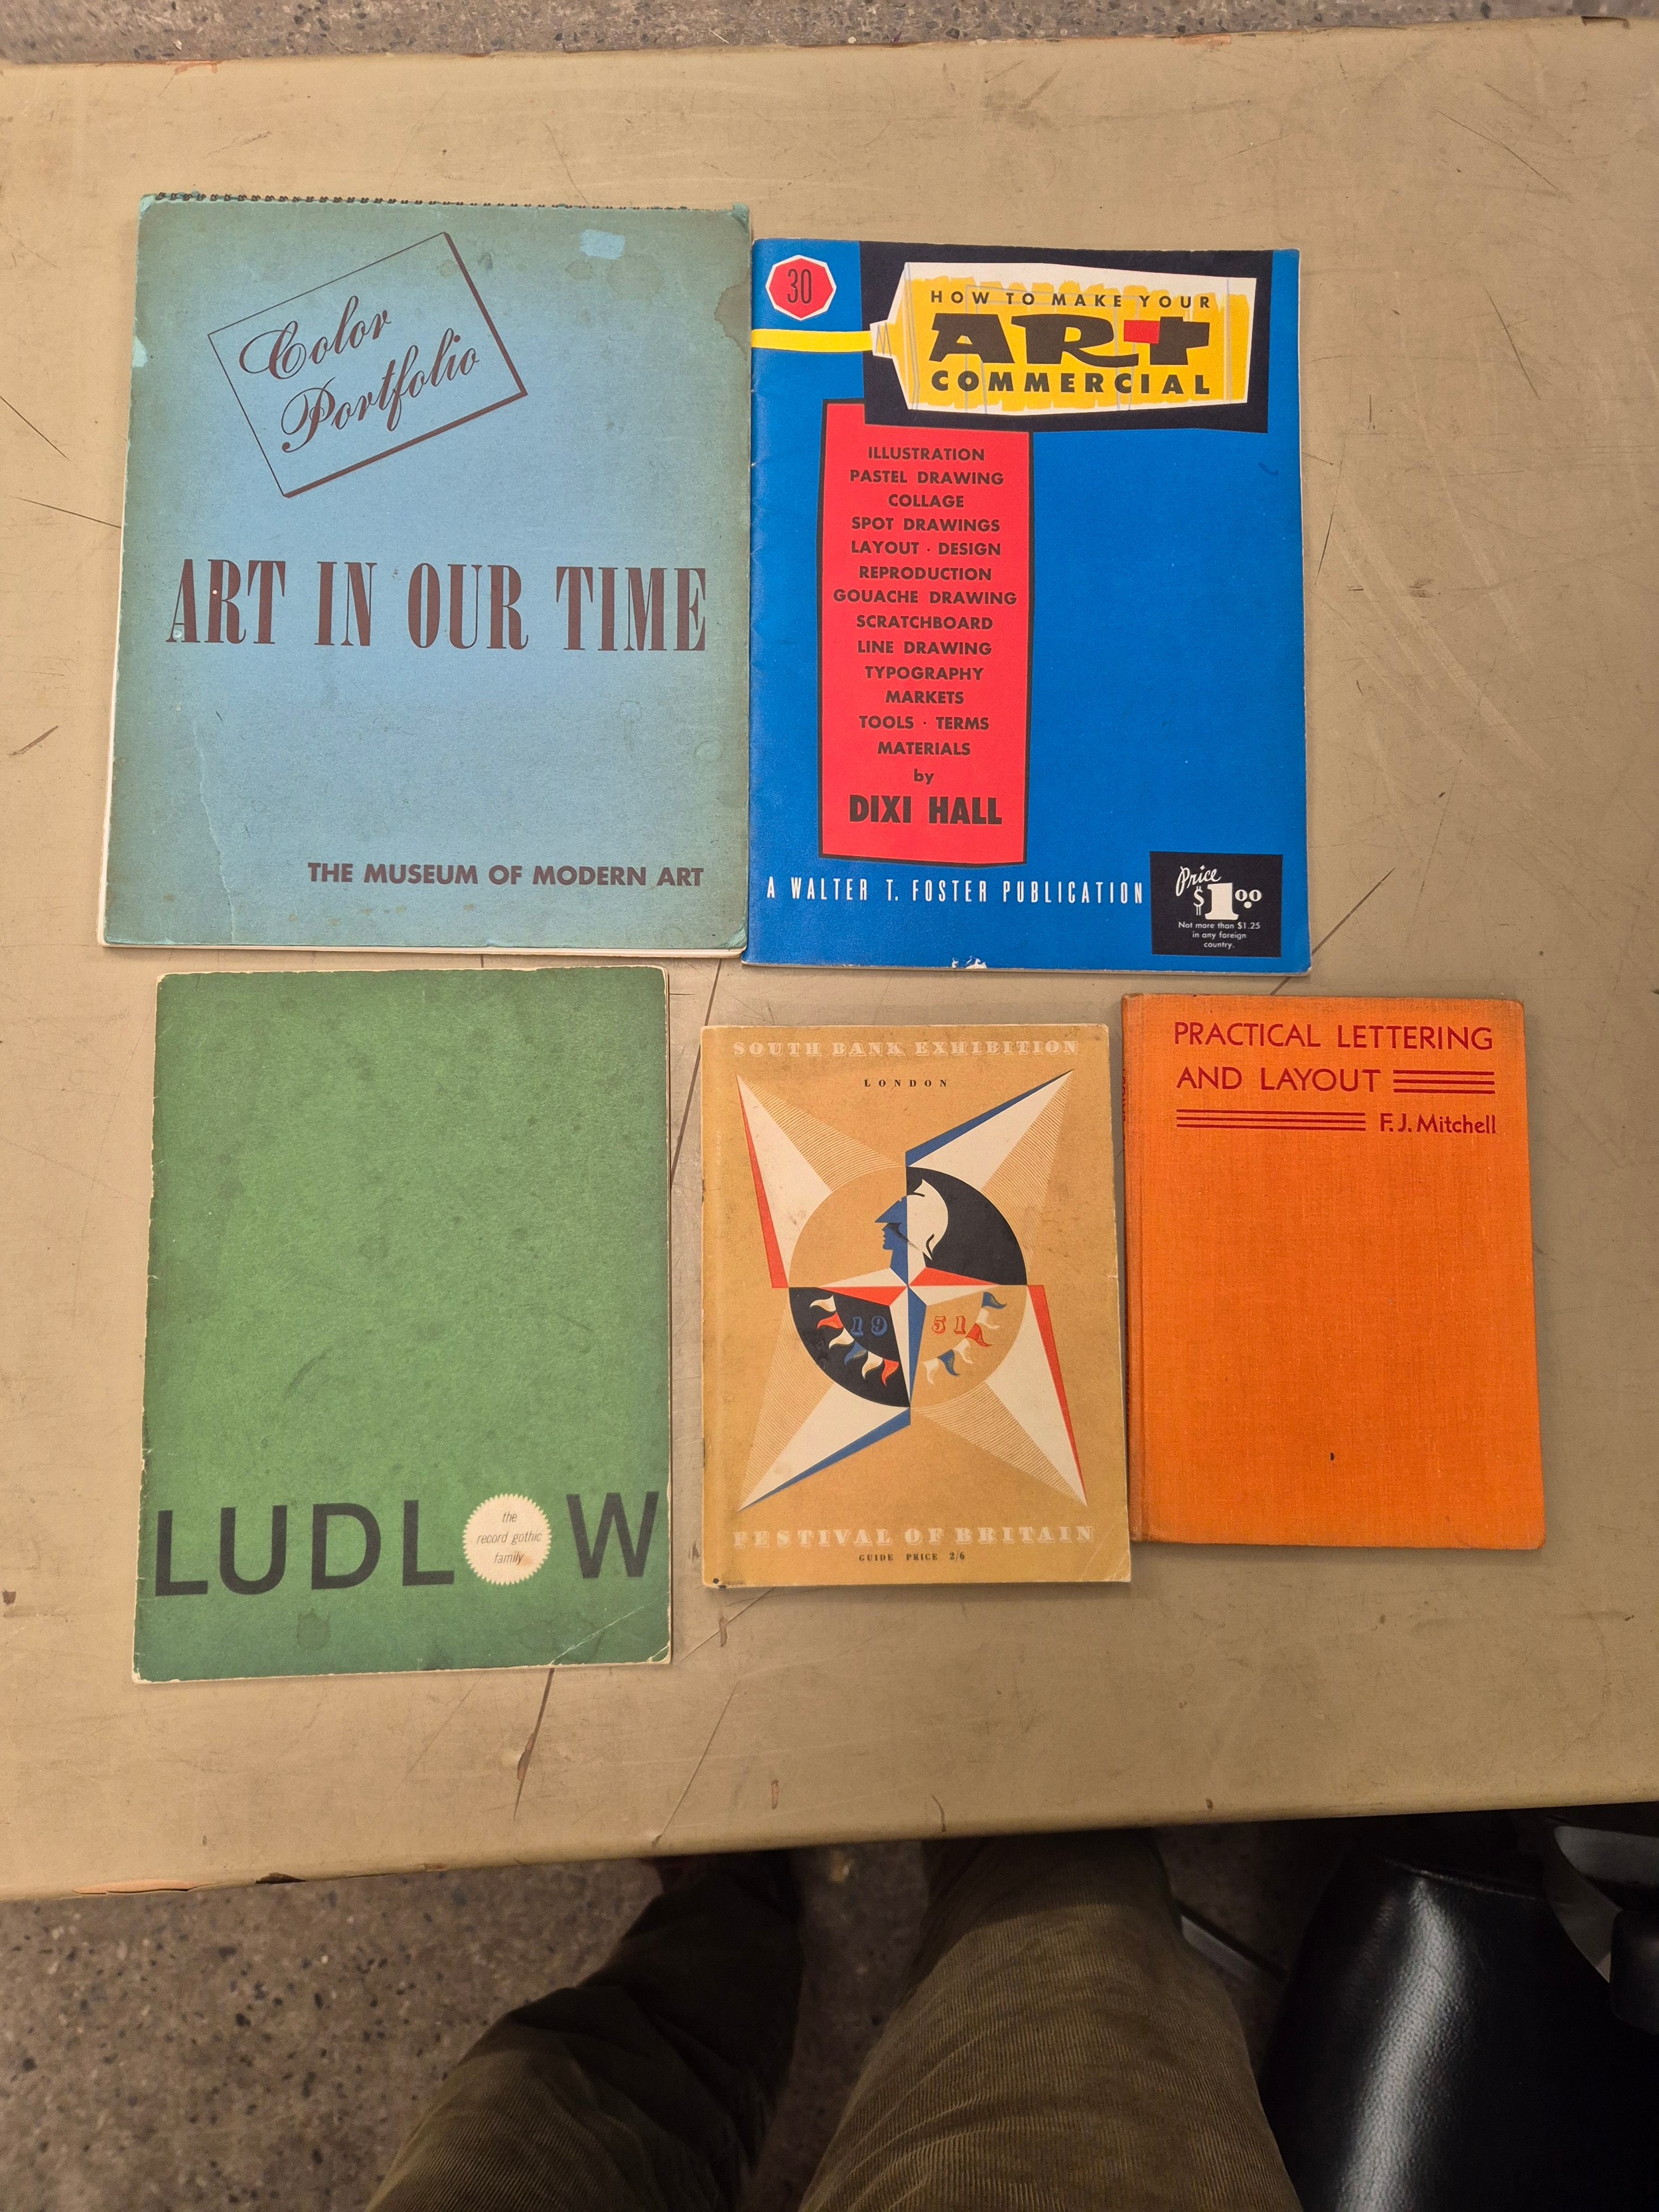 Color
Portfolio
ART IN OUR TIME
THE MUSEUM OF MODERN ART
30
HOW TO MAKE YOUR
ART
COMMERCIAL
ILLUSTRATION
PASTEL DRAWING
COLLAGE
SPOT DRAWINGS
LAYOUT · DESIGN
REPRODUCTION
GOUACHE DRAWING
SCRATCHBOARD
LINE DRAWING
TYPOGRAPHY
MARKETS
TOOLS · TERMS
MATERIALS
by
DIXI HALL
A WALTER T. FOSTER PUBLICATION
Price
$1.00
Not more than $1.25
in any foreign
country.
LUDLOW
the
record gothic
family
SOUTH BANK EXHIBITION
LONDON
19 51
FESTIVAL OF BRITAIN
GUIDE PRICE 2/6
PRACTICAL LETTERING
AND LAYOUT
F. J. Mitchell